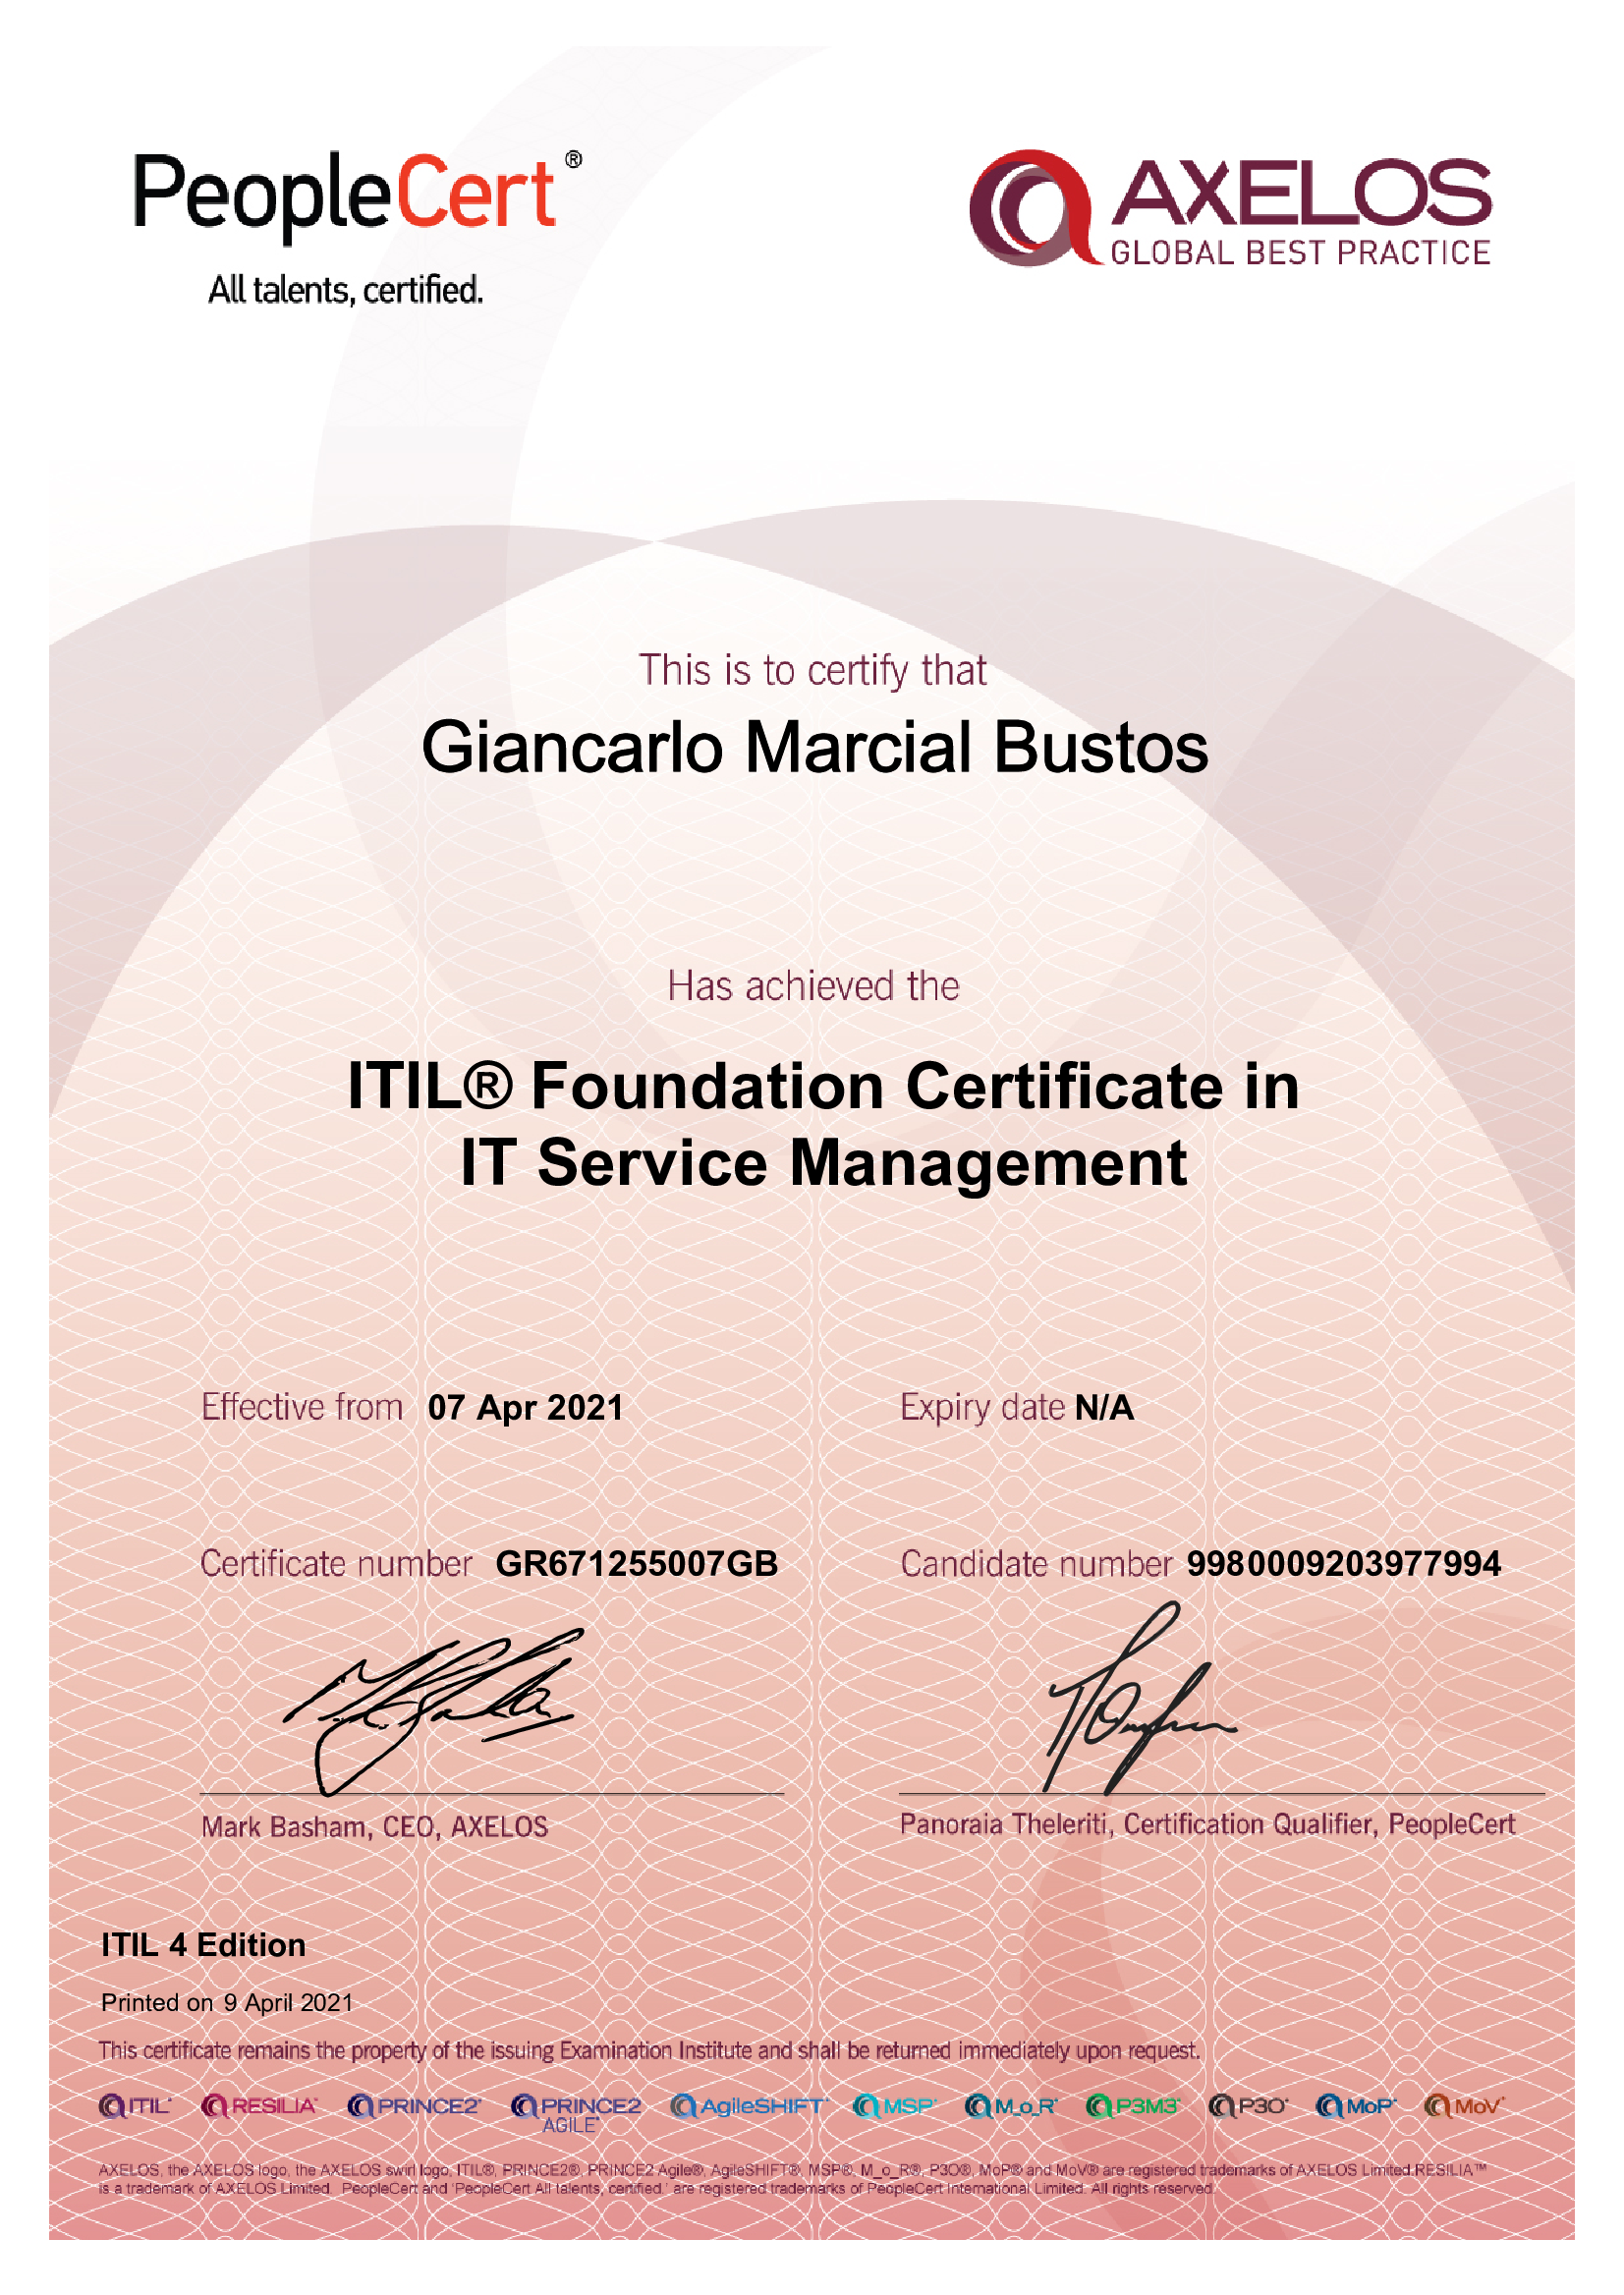 PeopleCert®
All talents, certified.
AXELOS
GLOBAL BEST PRACTICE
This is to certify that
Giancarlo Marcial Bustos
Has achieved the
ITIL® Foundation Certificate in
IT Service Management
Effective from 07 Apr 2021
Expiry date N/A
Certificate number GR671255007GB
Candidate number 9980009203977994
Mark Basham, CEO, AXELOS
Panoraia Theleriti, Certification Qualifier, PeopleCert
ITIL 4 Edition
Printed on 9 April 2021
This certificate remains the property of the issuing Examination Institute and shall be returned immediately upon request.
ITIL® RESILIA® PRINCE2® PRINCE2 AGILE® AgileSHIFT® MSP® M_o_R® P3M3® P3O® MoP® MoV®
AXELOS, the AXELOS logo, the AXELOS swirl logo, ITIL®, PRINCE2®, PRINCE2 Agile®, AgileSHIFT®, MSP®, M_o_R®, P3O®, MoP® and MoV® are registered trademarks of AXELOS Limited.RESILIA™
is a trademark of AXELOS Limited. PeopleCert and 'PeopleCert All talents, certified.' are registered trademarks of PeopleCert International Limited. All rights reserved.